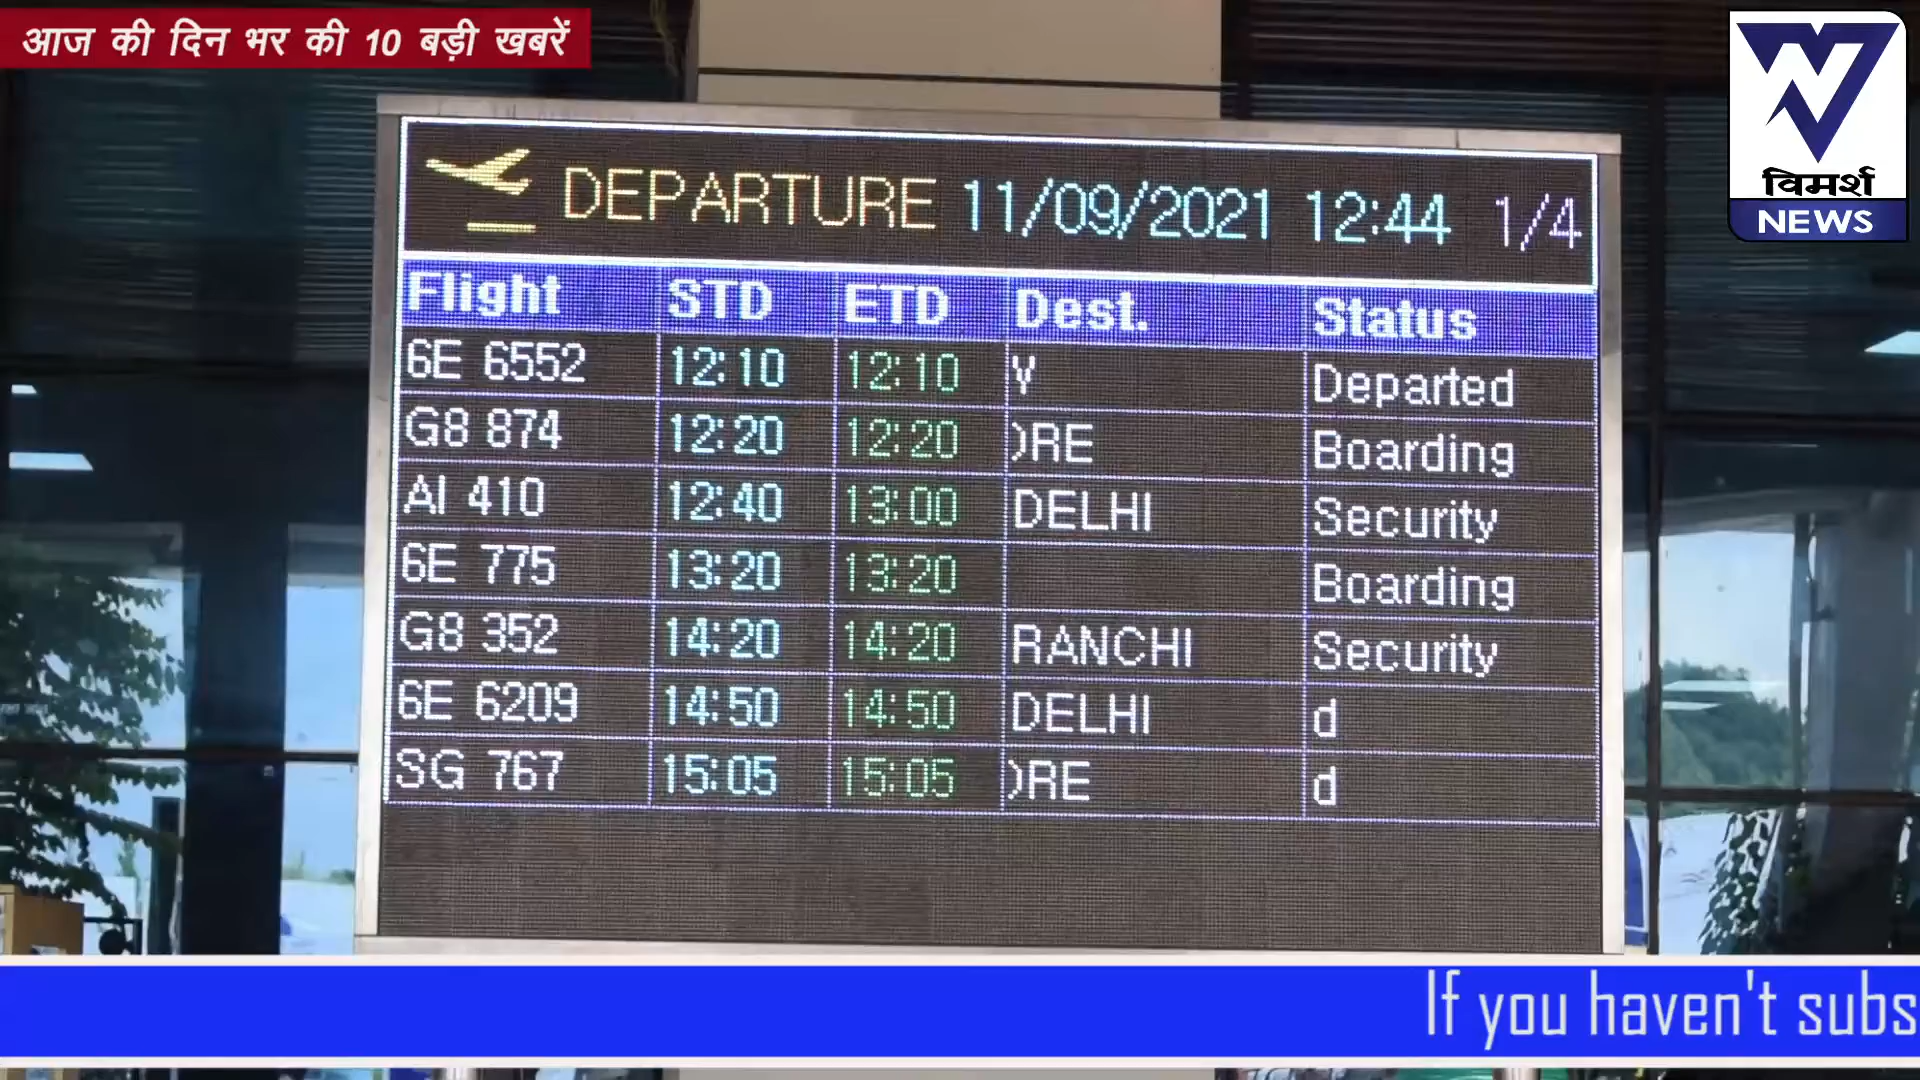 आज की दिन भर की 10 बड़ी खबरें
विमर्श
NEWS
DEPARTURE 11/09/2021 12:44 1/4
Flight STD ETD Dest. Status
6E 6552 12:10 12:10 Y Departed
G8 874 12:20 12:20 )RE Boarding
AI 410 12:40 13:00 DELHI Security
6E 775 13:20 13:20 Boarding
G8 352 14:20 14:20 RANCHI Security
6E 6209 14:50 14:50 DELHI d
SG 767 15:05 15:05 )RE d
If you haven't subs